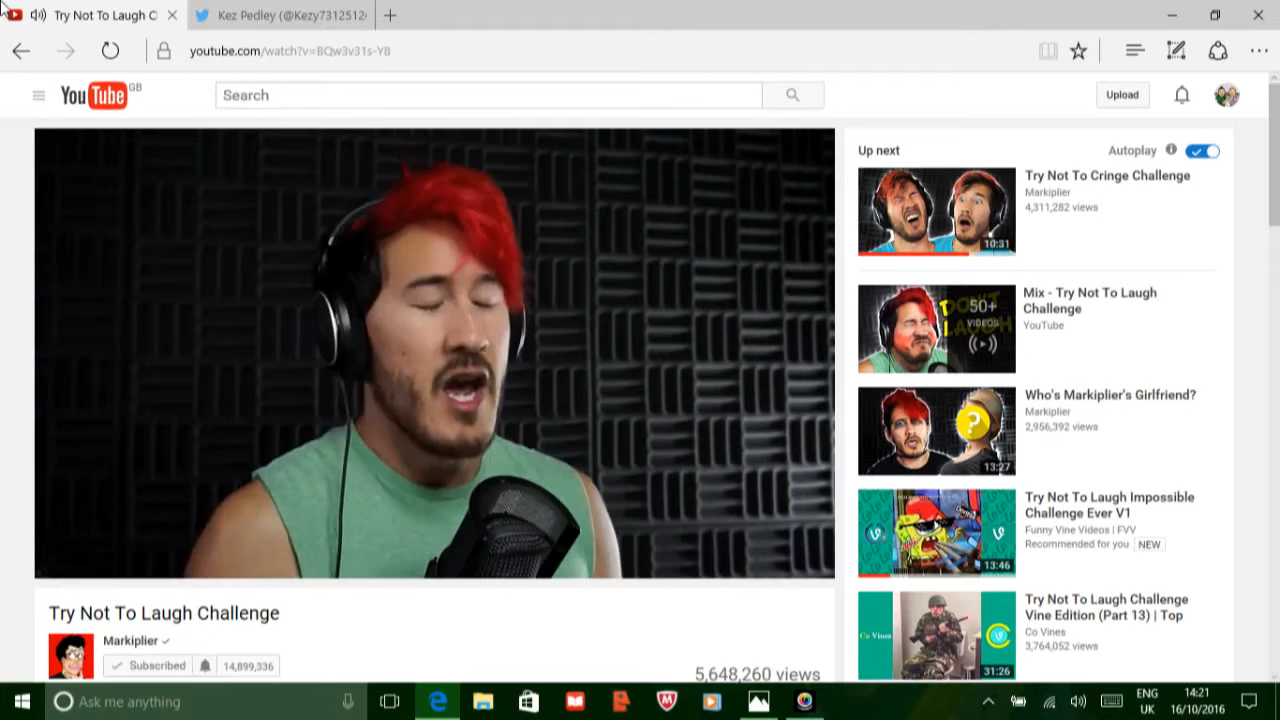 Try Not To Laugh C
Kez Pedley (@Kezy7312512
youtube.com/watch?v=BQw3v31s-Y8
YouTube GB
Search
Upload
Up next
Autoplay
Try Not To Cringe Challenge
Markiplier
4,311,282 views
10:31
Mix - Try Not To Laugh
Challenge
YouTube
50+
VIDEOS
Who's Markiplier's Girlfriend?
Markiplier
2,956,392 views
?
13:27
Try Not To Laugh Impossible
Challenge Ever V1
Funny Vine Videos | FVV
Recommended for you NEW
13:46
Try Not To Laugh Challenge
Vine Edition (Part 13) | Top
Co Vines
3,764,052 views
Co Vines
31:26
Try Not To Laugh Challenge
Markiplier
Subscribed 14,899,336
5,648,260 views
Ask me anything
ENG
UK
14:21
16/10/2016